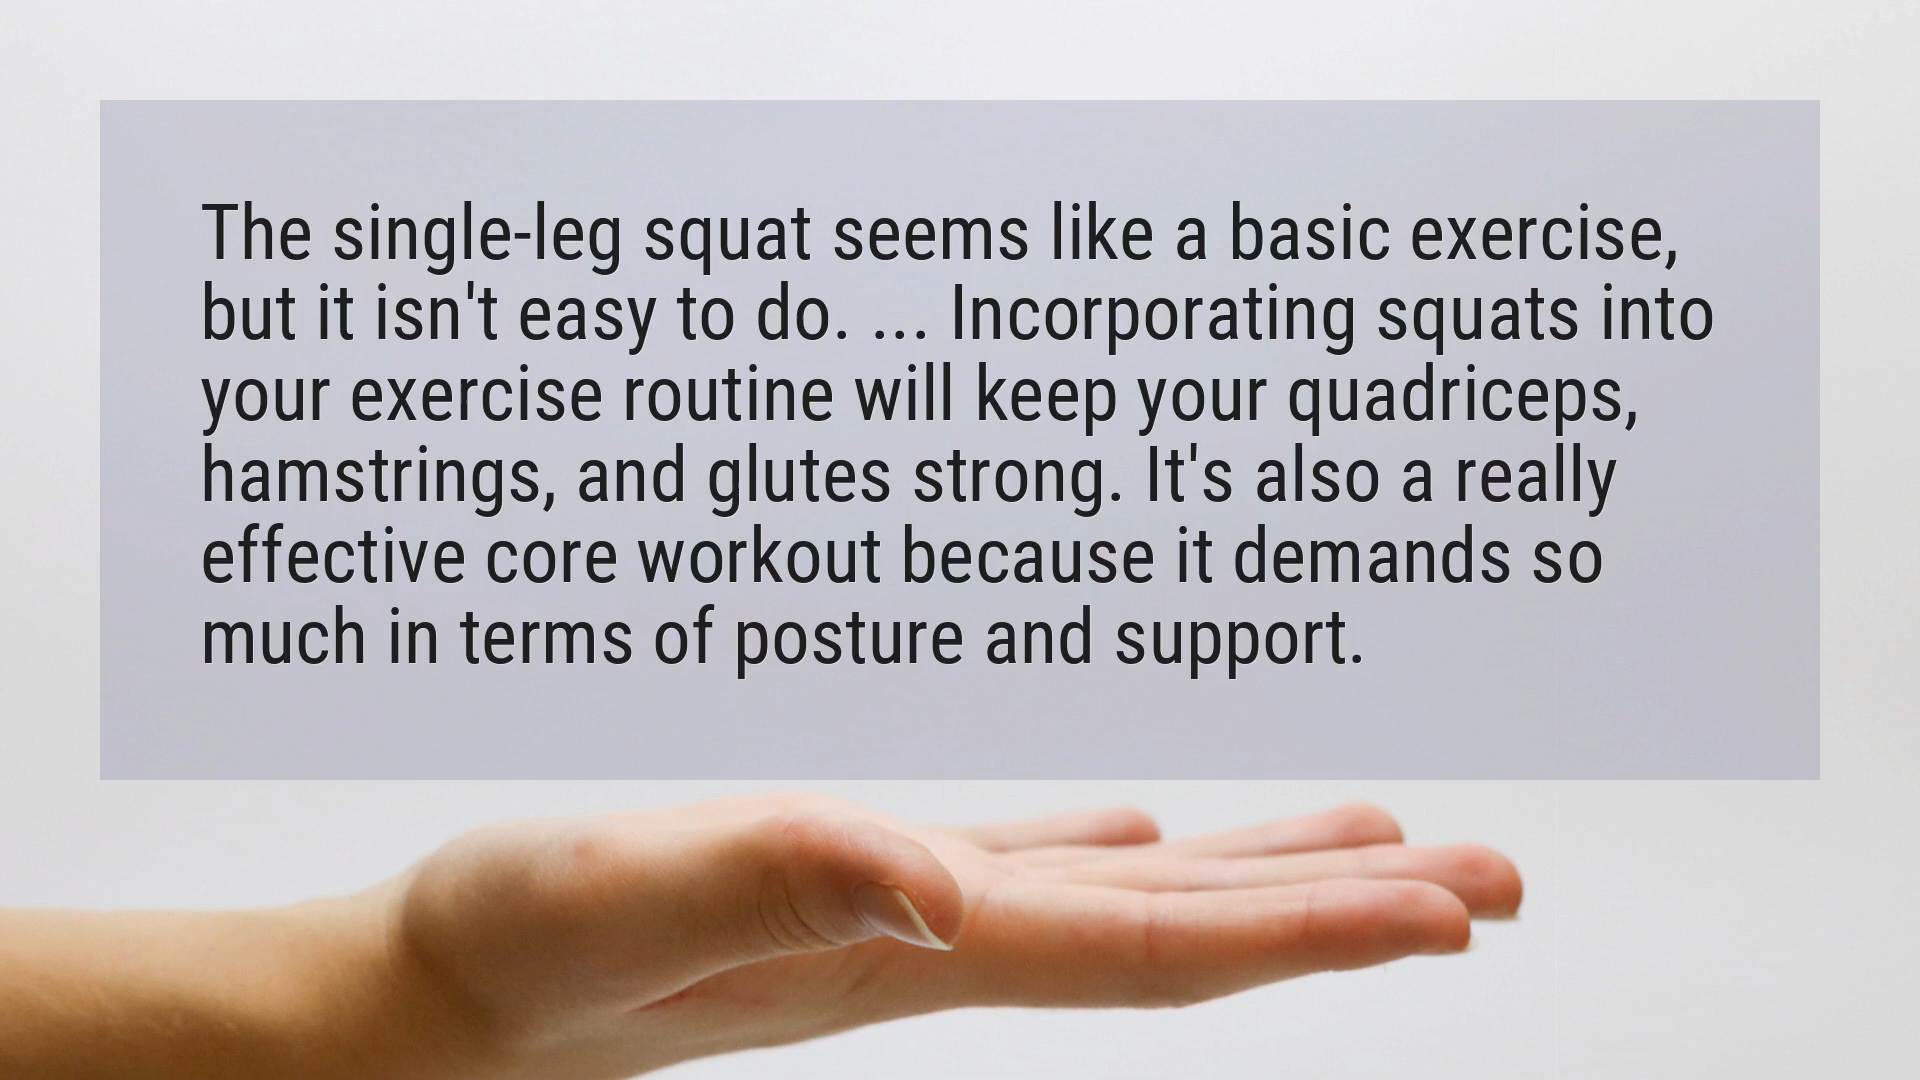 The single-leg squat seems like a basic exercise,
but it isn't easy to do. ... Incorporating squats into
your exercise routine will keep your quadriceps,
hamstrings, and glutes strong. It's also a really
effective core workout because it demands so
much in terms of posture and support.